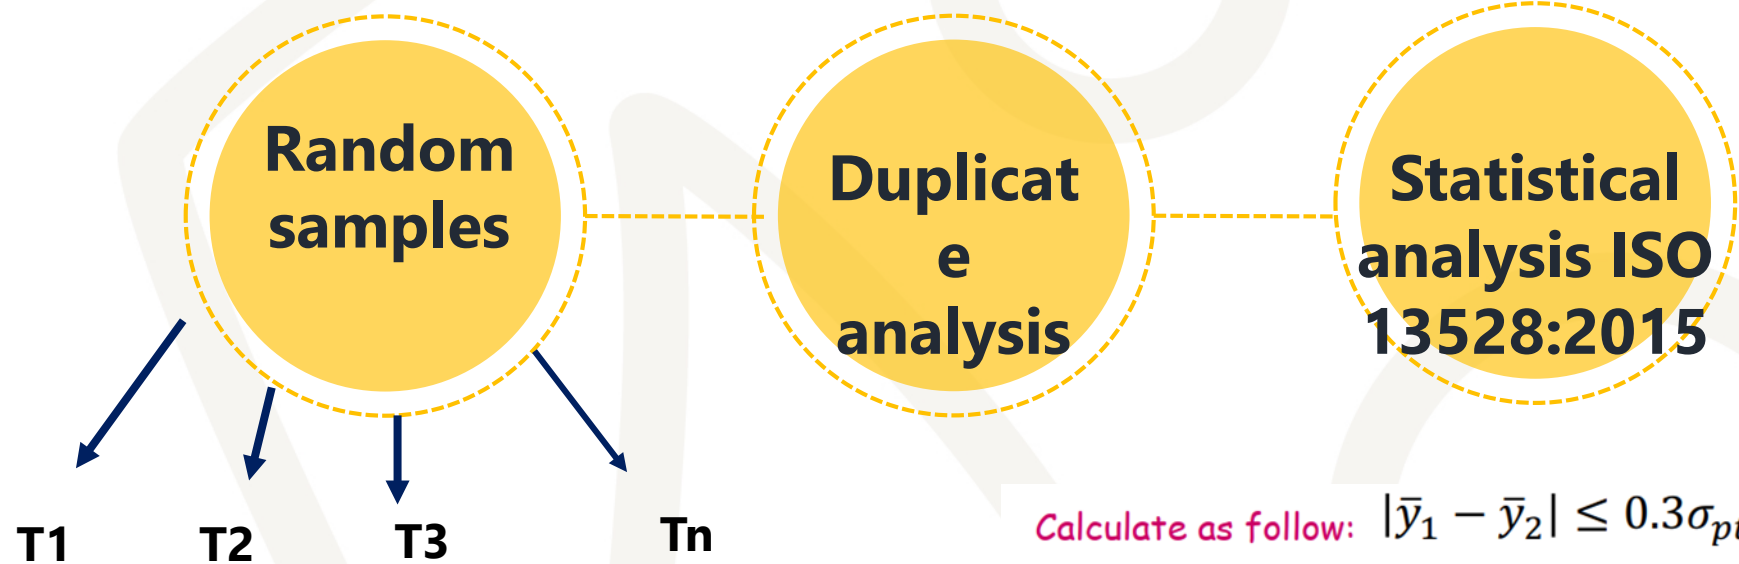 Random
samples
Duplicat
e
analysis
Statistical
analysis ISO
13528:2015
T1
T2
T3
Tn
Calculate as follow: |ȳ₁ − ȳ₂| ≤ 0.3σₚₜ